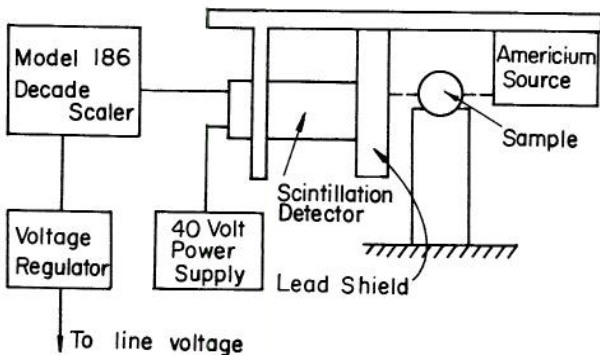 Model 186
Decade
Scaler
Americium
Source
Sample
Scintillation
Detector
Voltage
Regulator
40 Volt
Power
Supply
Lead Shield
To line voltage